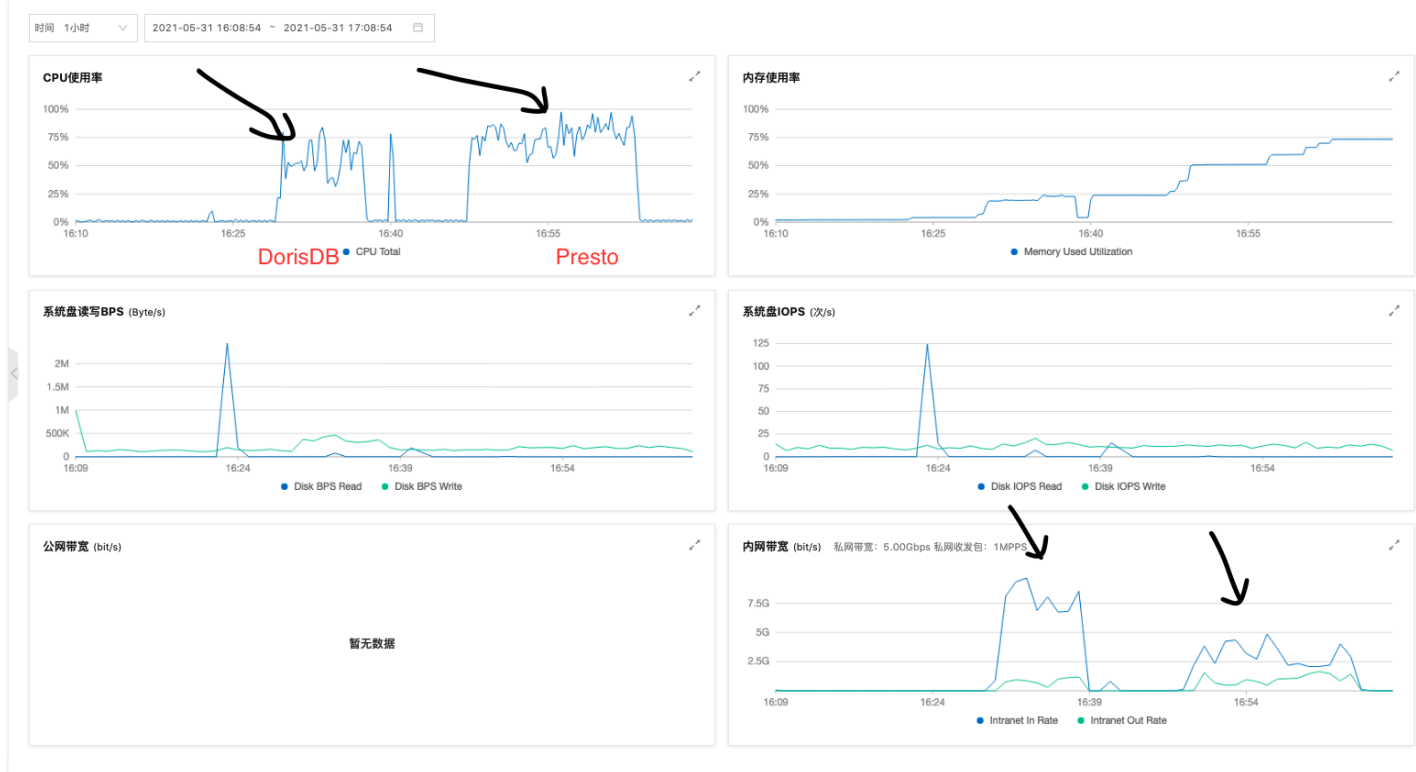 时间 1小时 2021-05-31 16:08:54 ~ 2021-05-31 17:08:54
CPU使用率
100%
75%
50%
25%
0%
16:10 16:25 16:40 16:55
DorisDB CPU Total Presto
内存使用率
100%
75%
50%
25%
0%
16:10 16:25 16:40 16:55
Memory Used Utilization
系统盘读写BPS (Byte/s)
2M
1.5M
1M
500K
0
16:09 16:24 16:39 16:54
Disk BPS Read Disk BPS Write
系统盘IOPS (次/s)
125
100
75
50
25
0
16:09 16:24 16:39 16:54
Disk IOPS Read Disk IOPS Write
公网带宽 (bit/s)
暂无数据
内网带宽 (bit/s) 私网带宽：5.00Gbps 私网收发包：1MPPS
7.5G
5G
2.5G
16:09 16:24 16:39 16:54
Intranet In Rate Intranet Out Rate